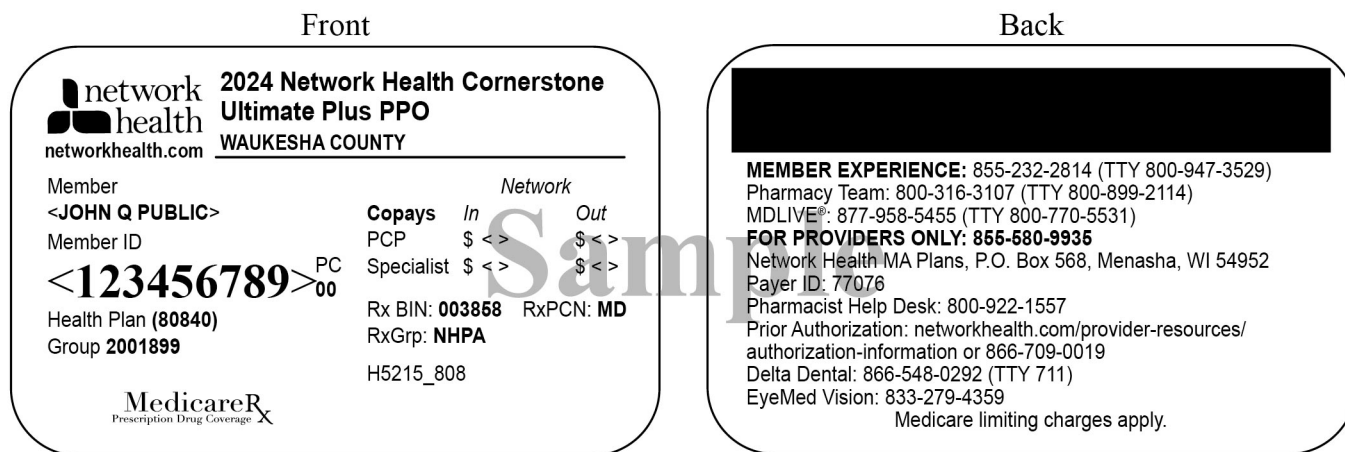 Front
network health
networkhealth.com
2024 Network Health Cornerstone
Ultimate Plus PPO
WAUKESHA COUNTY
Member
<JOHN Q PUBLIC>
Member ID
<123456789> PC 00
Health Plan (80840)
Group 2001899
MedicareRx
Prescription Drug Coverage
Network
Copays In Out
PCP $ < > $ < >
Specialist $ < > $ < >
Rx BIN: 003858 RxPCN: MD
RxGrp: NHPA
H5215_808
Sample
Back
MEMBER EXPERIENCE: 855-232-2814 (TTY 800-947-3529)
Pharmacy Team: 800-316-3107 (TTY 800-899-2114)
MDLIVE®: 877-958-5455 (TTY 800-770-5531)
FOR PROVIDERS ONLY: 855-580-9935
Network Health MA Plans, P.O. Box 568, Menasha, WI 54952
Payer ID: 77076
Pharmacist Help Desk: 800-922-1557
Prior Authorization: networkhealth.com/provider-resources/
authorization-information or 866-709-0019
Delta Dental: 866-548-0292 (TTY 711)
EyeMed Vision: 833-279-4359
Medicare limiting charges apply.